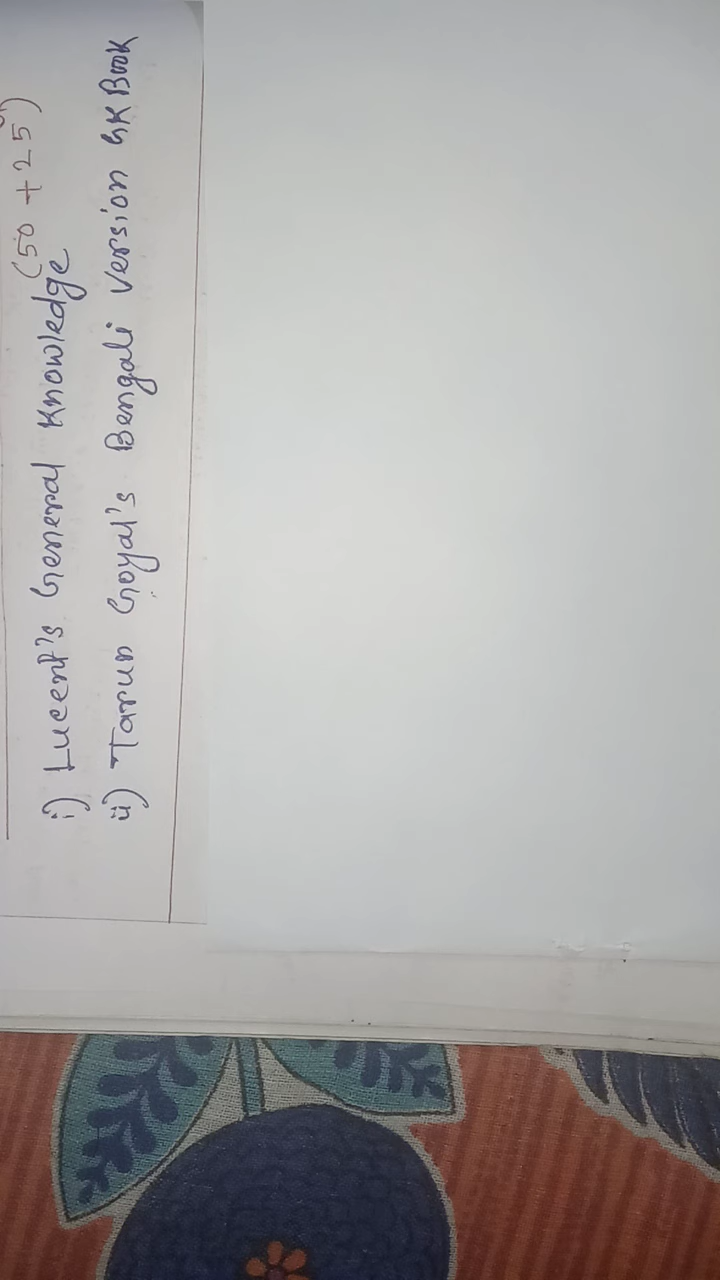 (50 + 25)
i) Lucent's General Knowledge
ii) Tarun Goyal's Bengali version GK Book